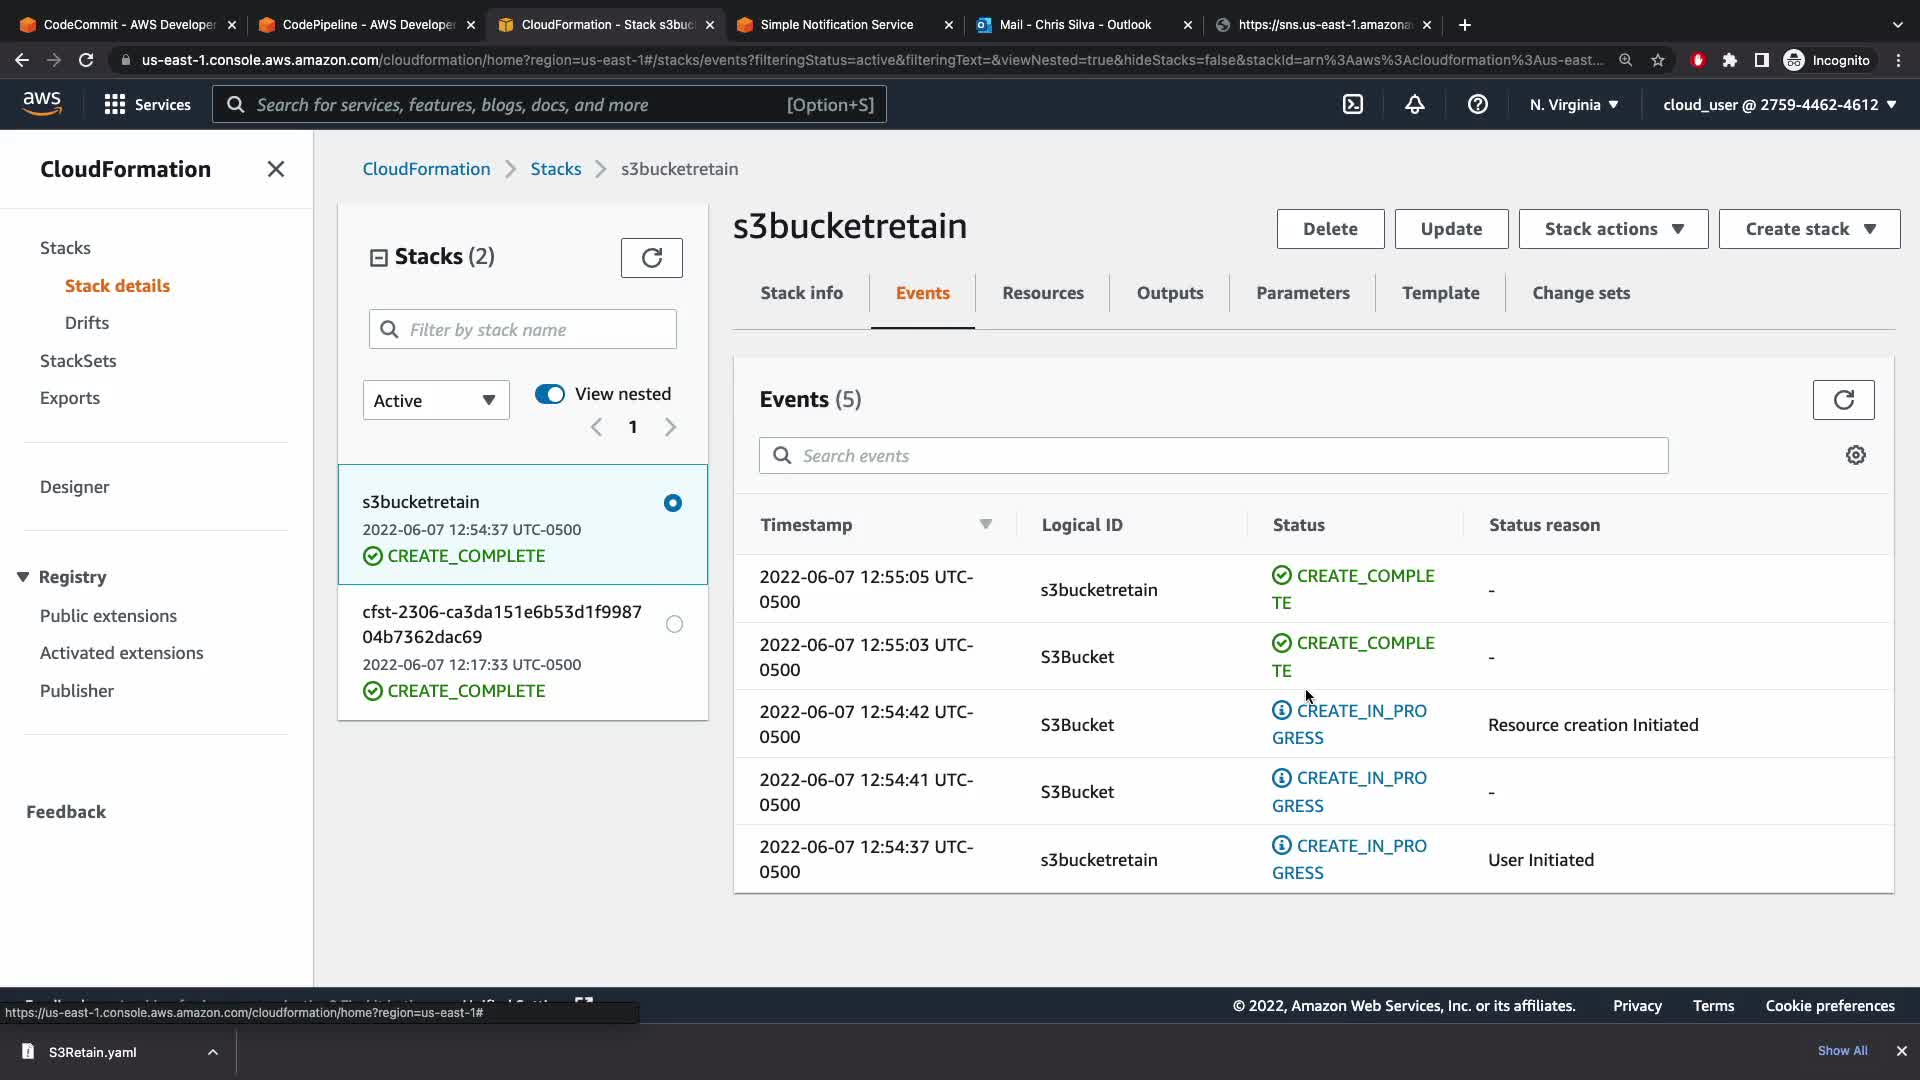 CodeCommit - AWS Developer
CodePipeline - AWS Developer
CloudFormation - Stack s3buc
Simple Notification Service
Mail - Chris Silva - Outlook
https://sns.us-east-1.amazona
us-east-1.console.aws.amazon.com/cloudformation/home?region=us-east-1#/stacks/events?filteringStatus=active&filteringText=&viewNested=true&hideStacks=false&stackId=arn%3Aaws%3Acloudformation%3Aus-east...
Incognito
aws
Services
Search for services, features, blogs, docs, and more
[Option+S]
N. Virginia
cloud_user @ 2759-4462-4612
CloudFormation
Stacks
Stack details
Drifts
StackSets
Exports
Designer
Registry
Public extensions
Activated extensions
Publisher
Feedback
CloudFormation
Stacks
s3bucketretain
Stacks (2)
Filter by stack name
Active
View nested
1
s3bucketretain
2022-06-07 12:54:37 UTC-0500
CREATE_COMPLETE
cfst-2306-ca3da151e6b53d1f9987
04b7362dac69
2022-06-07 12:17:33 UTC-0500
CREATE_COMPLETE
s3bucketretain
Delete
Update
Stack actions
Create stack
Stack info
Events
Resources
Outputs
Parameters
Template
Change sets
Events (5)
Search events
Timestamp
Logical ID
Status
Status reason
2022-06-07 12:55:05 UTC-
0500
s3bucketretain
CREATE_COMPLE
TE
-
2022-06-07 12:55:03 UTC-
0500
S3Bucket
CREATE_COMPLE
TE
-
2022-06-07 12:54:42 UTC-
0500
S3Bucket
CREATE_IN_PRO
GRESS
Resource creation Initiated
2022-06-07 12:54:41 UTC-
0500
S3Bucket
CREATE_IN_PRO
GRESS
-
2022-06-07 12:54:37 UTC-
0500
s3bucketretain
CREATE_IN_PRO
GRESS
User Initiated
https://us-east-1.console.aws.amazon.com/cloudformation/home?region=us-east-1#
© 2022, Amazon Web Services, Inc. or its affiliates.
Privacy
Terms
Cookie preferences
S3Retain.yaml
Show All